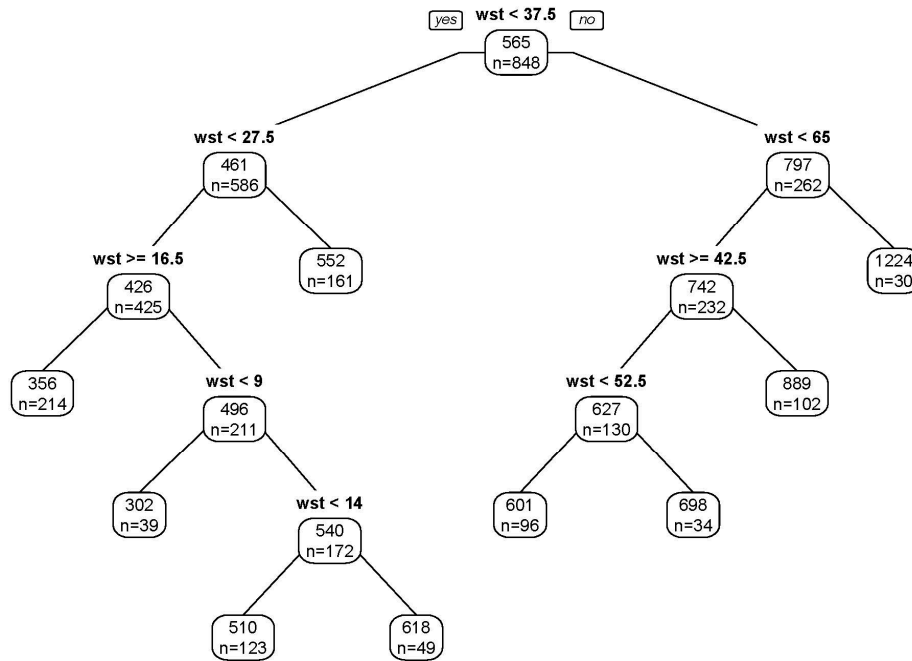 yes wst < 37.5 no
565
n=848
wst < 27.5
461
n=586
wst < 65
797
n=262
wst >= 16.5
426
n=425
552
n=161
wst >= 42.5
742
n=232
1224
n=30
356
n=214
wst < 9
496
n=211
wst < 52.5
627
n=130
889
n=102
302
n=39
wst < 14
540
n=172
601
n=96
698
n=34
510
n=123
618
n=49